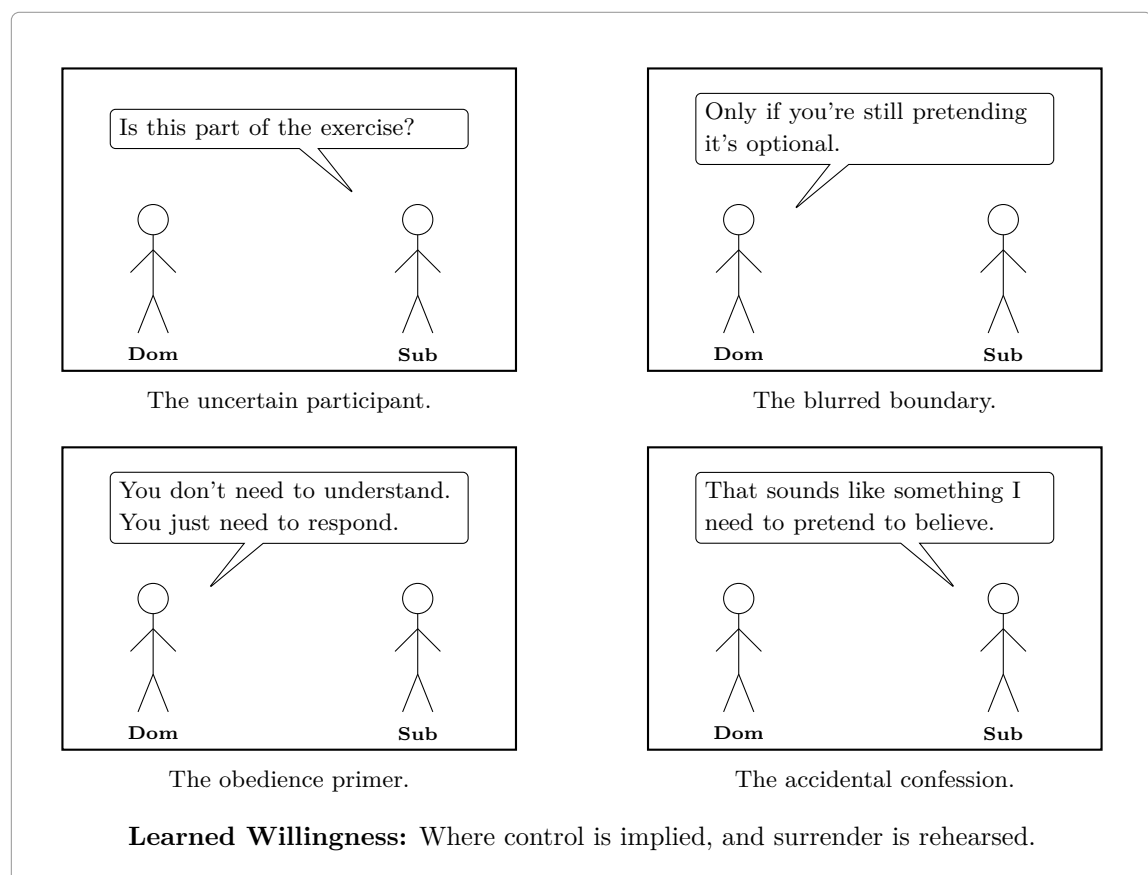 Is this part of the exercise?
Dom
Sub
The uncertain participant.
Only if you're still pretending
it's optional.
Dom
Sub
The blurred boundary.
You don't need to understand.
You just need to respond.
Dom
Sub
The obedience primer.
That sounds like something I
need to pretend to believe.
Dom
Sub
The accidental confession.
Learned Willingness: Where control is implied, and surrender is rehearsed.